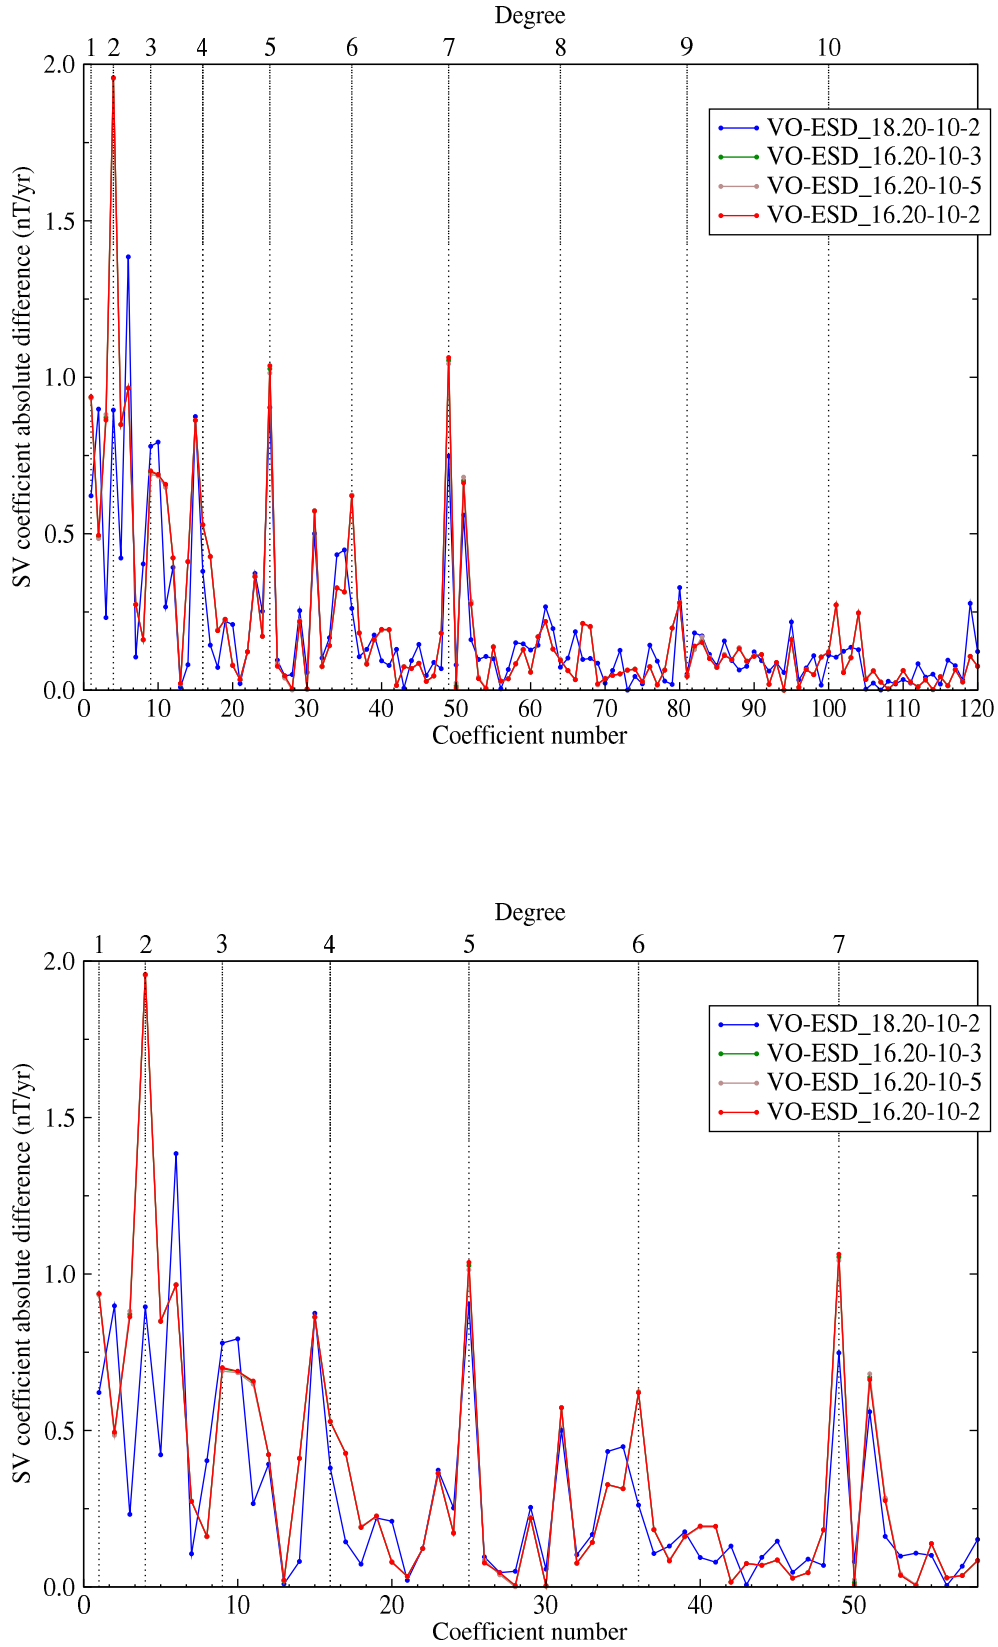 Degree
1 2 3 4 5 6 7 8 9 10
2.0
1.5
1.0
0.5
0.0
SV coefficient absolute difference (nT/yr)
VO-ESD_18.20-10-2
VO-ESD_16.20-10-3
VO-ESD_16.20-10-5
VO-ESD_16.20-10-2
0 10 20 30 40 50 60 70 80 90 100 110 120
Coefficient number
Degree
1 2 3 4 5 6 7
2.0
1.5
1.0
0.5
0.0
SV coefficient absolute difference (nT/yr)
VO-ESD_18.20-10-2
VO-ESD_16.20-10-3
VO-ESD_16.20-10-5
VO-ESD_16.20-10-2
0 10 20 30 40 50
Coefficient number